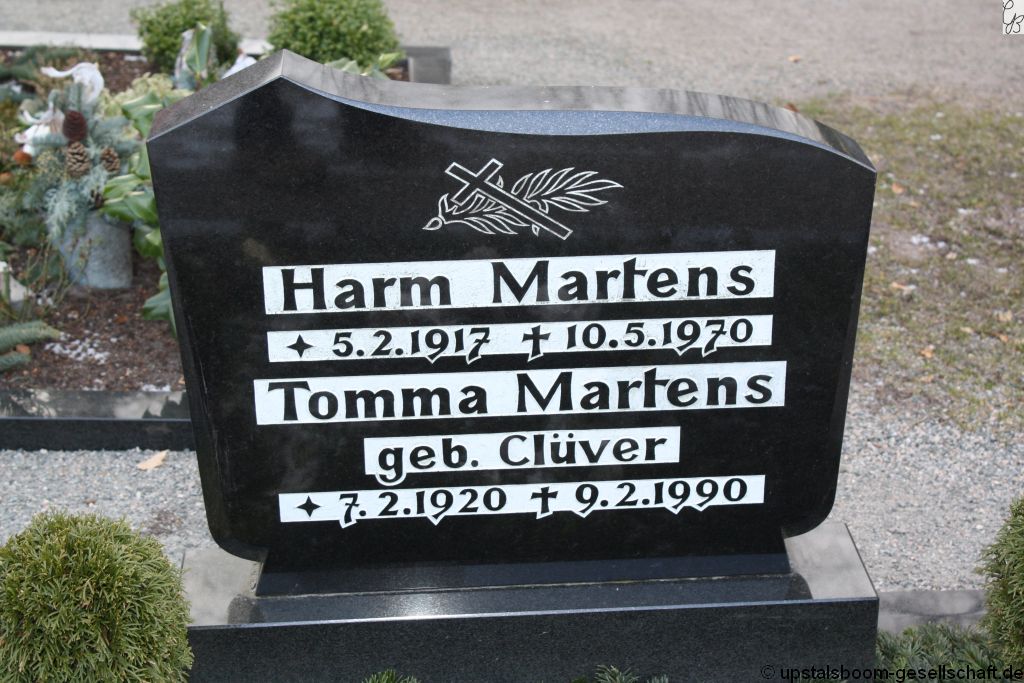 Harm Martens
✦ 5.2.1917 ✝ 10.5.1970
Tomma Martens
geb. Clüver
✦ 7.2.1920 ✝ 9.2.1990
© upstalsboom-gesellschaft.de